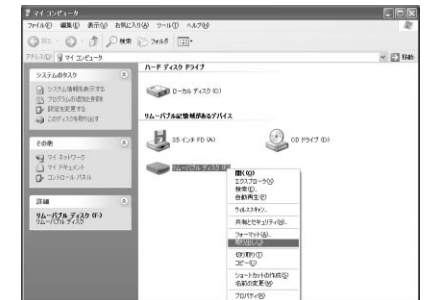 マイ コンピュータ
ファイル(F) 編集(E) 表示(V) お気に入り ツール(T) ヘルプ(H)
戻る 検索 フォルダ
アドレス(D) マイ コンピュータ 移動
システムのタスク
システム情報を表示する
プログラムの追加と削除
設定を変更する
このディスクを取り出す
その他
マイ ネットワーク
マイ ドキュメント
コントロール パネル
詳細
リムーバブル ディスク (F:)
リムーバブル ディスク
ハード ディスク ドライブ
ローカル ディスク (C:)
リムーバブル記憶域があるデバイス
3.5 インチ FD (A:)
CD ドライブ (D:)
リムーバブル ディスク
開く(O)
エクスプローラ(X)
検索(E)...
自動再生(P)
ウイルススキャン...
共有とセキュリティ(H)...
フォーマット(A)...
取り出し(J)
切り取り(T)
コピー(C)
ショートカットの作成(S)
名前の変更(M)
プロパティ(R)